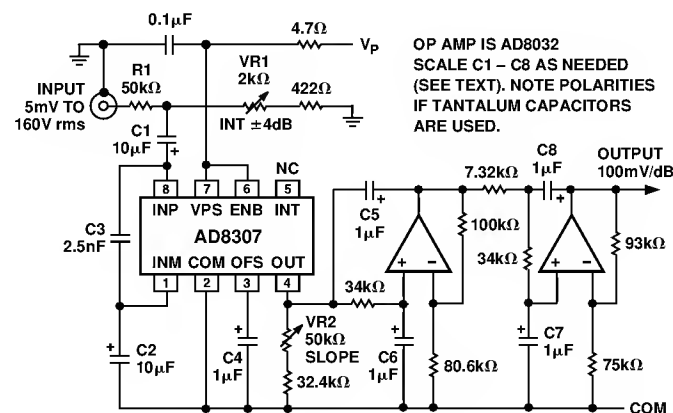 0.1µF
4.7Ω
VP
OP AMP IS AD8032
SCALE C1 – C8 AS NEEDED
(SEE TEXT). NOTE POLARITIES
IF TANTALUM CAPACITORS
ARE USED.
INPUT
5mV TO
160V rms
R1
50kΩ
VR1
2kΩ
422Ω
INT ±4dB
C1
10µF
+
NC
8
7
6
5
INP
VPS
ENB
INT
AD8307
INM
COM
OFS
OUT
1
2
3
4
C3
2.5nF
C2
10µF
+
C4
1µF
+
VR2
50kΩ
SLOPE
32.4kΩ
C5
1µF
+
34kΩ
C6
1µF
+
+
–
100kΩ
80.6kΩ
7.32kΩ
C8
1µF
+
34kΩ
C7
1µF
+
+
–
93kΩ
75kΩ
OUTPUT
100mV/dB
COM